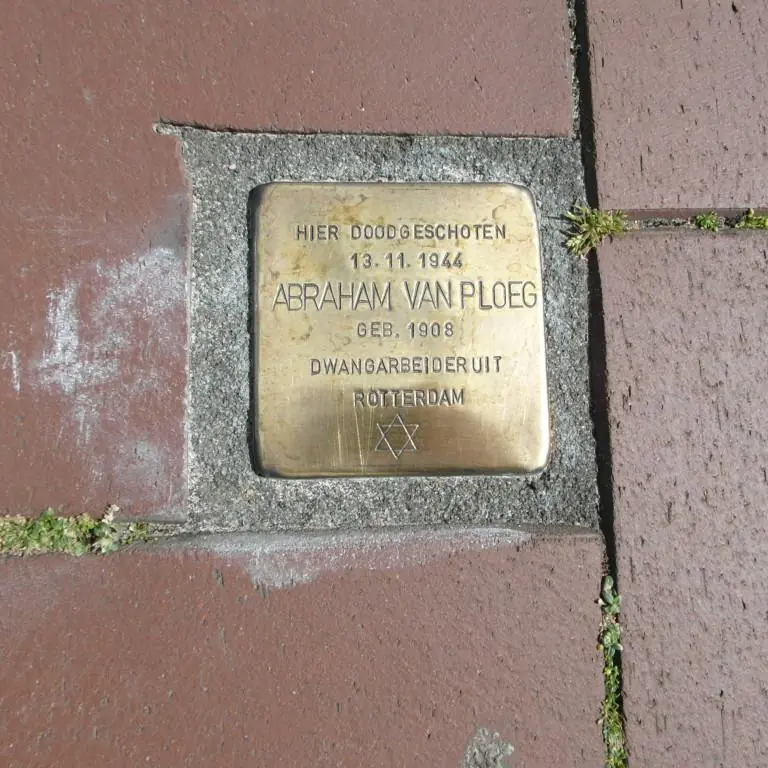 HIER DOODGESCHOTEN
13.11.1944
ABRAHAM VAN PLOEG
GEB. 1908
DWANGARBEIDER UIT
ROTTERDAM